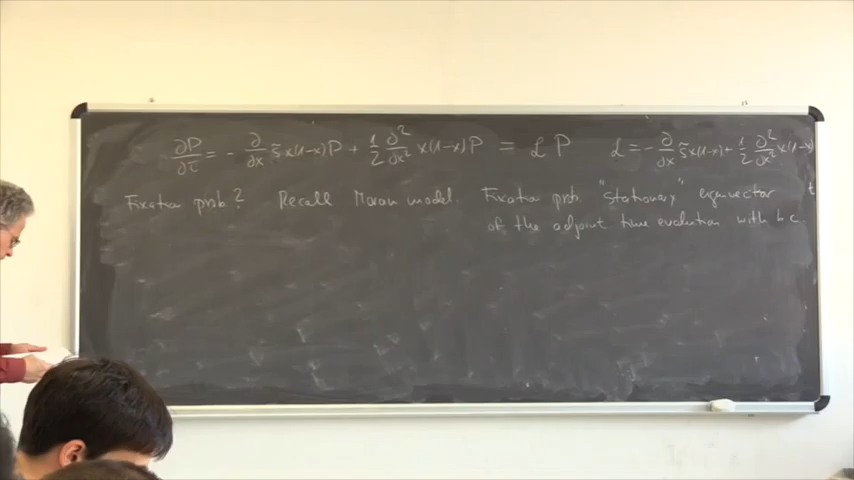 ∂P/∂τ = - ∂/∂x s̃ x(1-x)P + 1/2 ∂²/∂x² x(1-x)P = ℒ P    ℒ = - ∂/∂x s̃ x(1-x) + 1/2 ∂²/∂x² x(1-x)
Fixation prob? Recall Moran model. Fixation prob. "stationary" eigenvector
of the adjoint time evolution with b.c.